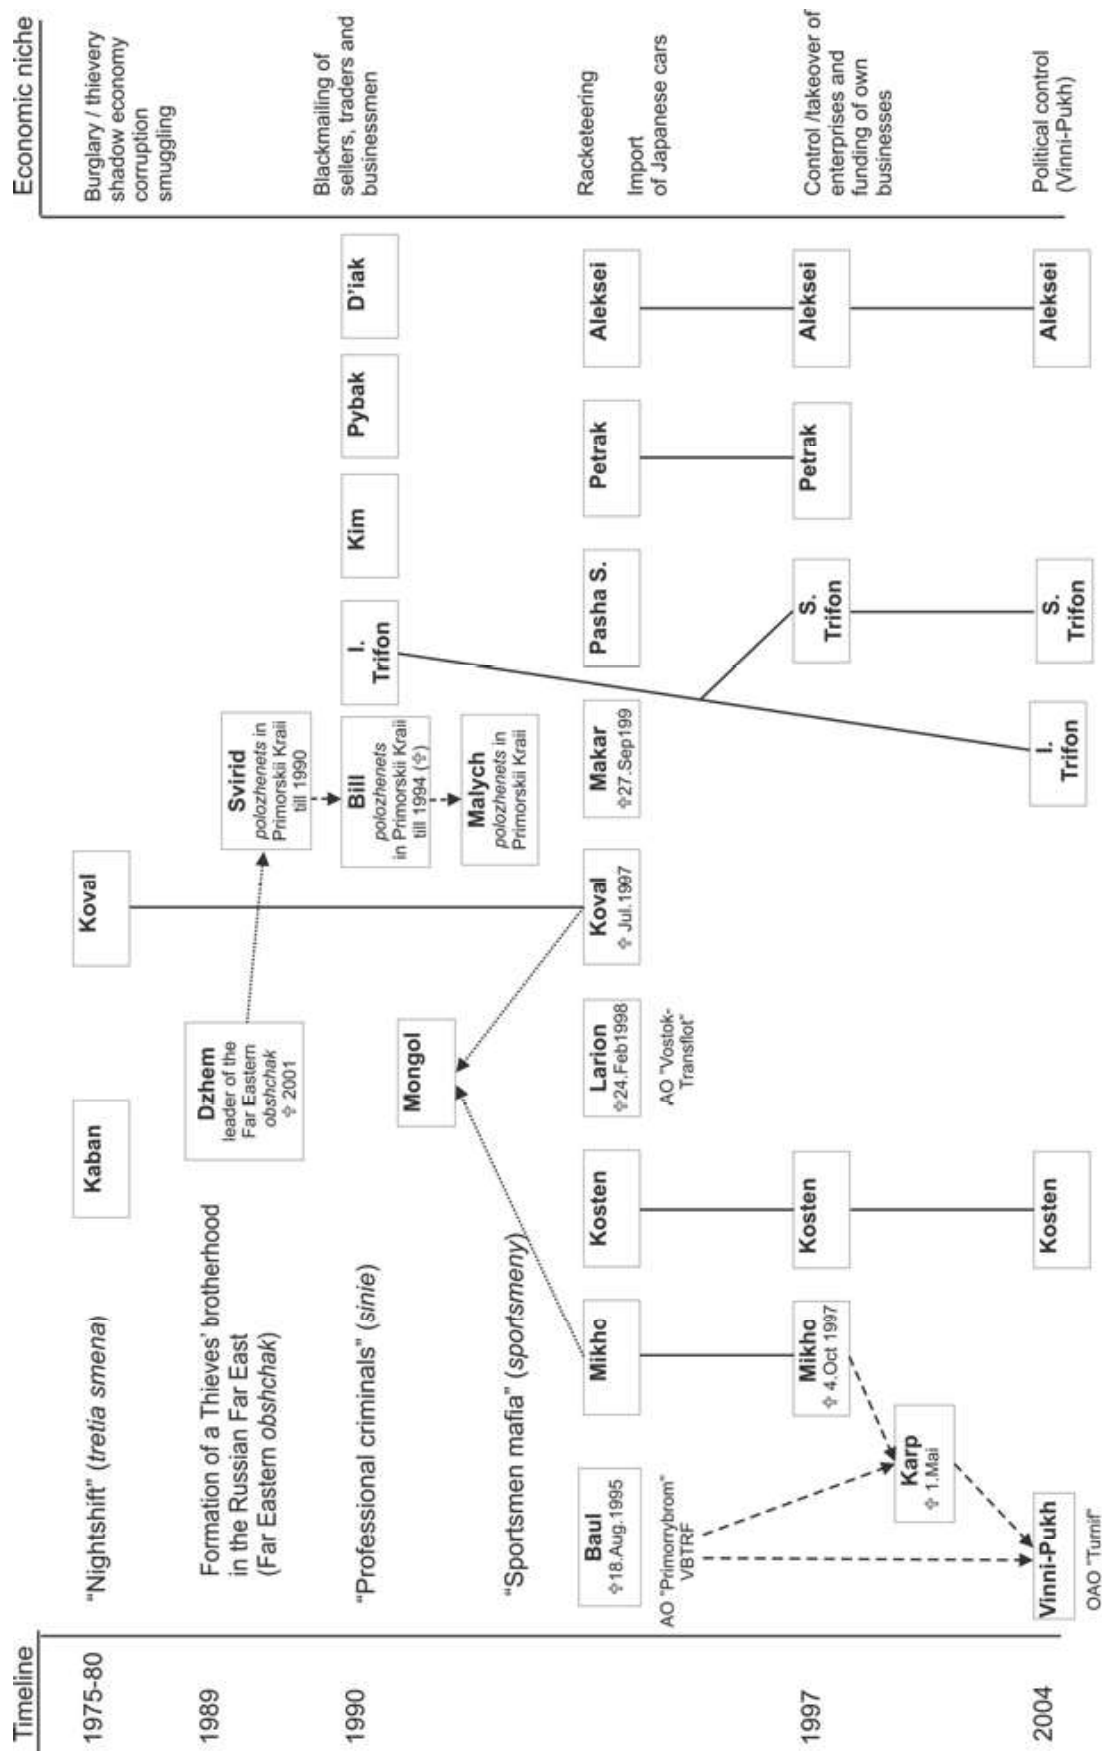 Timeline
Economic niche
1975-80
"Nightshift" (tretia smena)
Kaban
Koval
Burglary / thievery
shadow economy
corruption
smuggling
1989
Formation of a Thieves' brotherhood
in the Russian Far East
(Far Eastern obshchak)
Dzhem
leader of the
Far Eastern
obshchak
✞ 2001
Svirid
polozhenets in
Primorskii Kraii
till 1990
1990
"Professional criminals" (sinie)
Mongol
Bill
polozhenets
in Primorskii Kraii
till 1994 (✞)
Malych
polozhenets in
Primorskii Kraii
I.
Trifon
Kim
Pybak
D'iak
Blackmailing of
sellers, traders and
businessmen
"Sportsmen mafia" (sportsmeny)
Baul
✞18.Aug.1995
AO "Primorrybrom"
VBTRF
Mikho
Kosten
Larion
✞24.Feb1998
AO "Vostok-
Transflot"
Koval
✞ Jul.1997
Makar
✞27.Sep199
Pasha S.
Petrak
Aleksei
Racketeering
Import
of Japanese cars
1997
Mikho
✞ 4.Oct 1997
Kosten
S.
Trifon
Petrak
Aleksei
Control /takeover of
enterprises and
funding of own
businesses
Karp
✞ 1.Mai
2004
Vinni-Pukh
OAO "Turnif"
Kosten
I.
Trifon
S.
Trifon
Aleksei
Political control
(Vinni-Pukh)